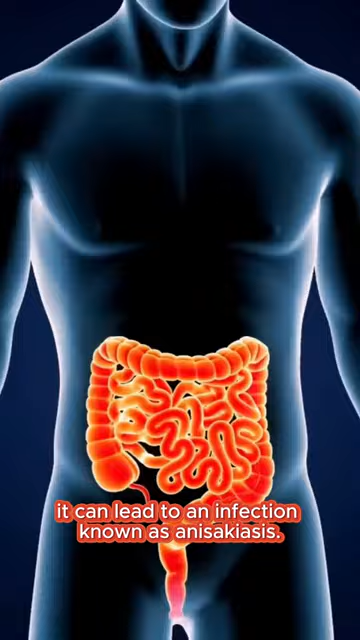 it can lead to an infection
known as anisakiasis.